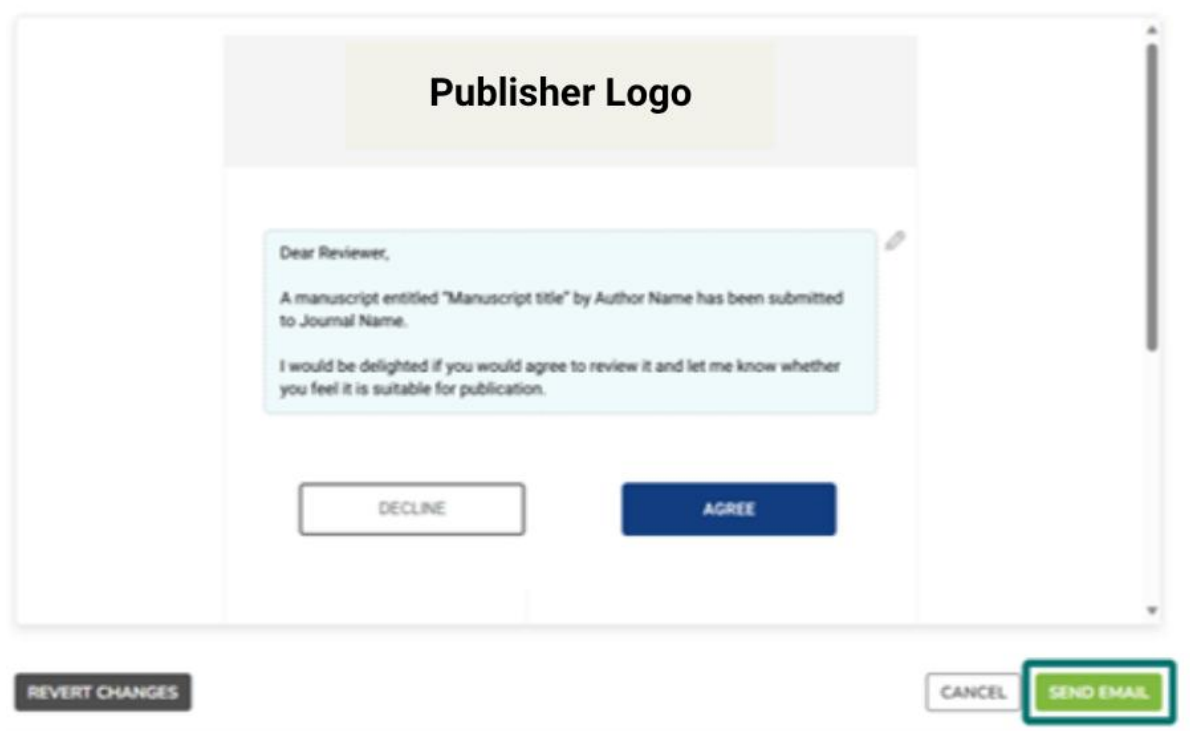 Publisher Logo
Dear Reviewer,
A manuscript entitled "Manuscript title" by Author Name has been submitted
to Journal Name.
I would be delighted if you would agree to review it and let me know whether
you feel it is suitable for publication.
DECLINE
AGREE
REVERT CHANGES
CANCEL
SEND EMAIL